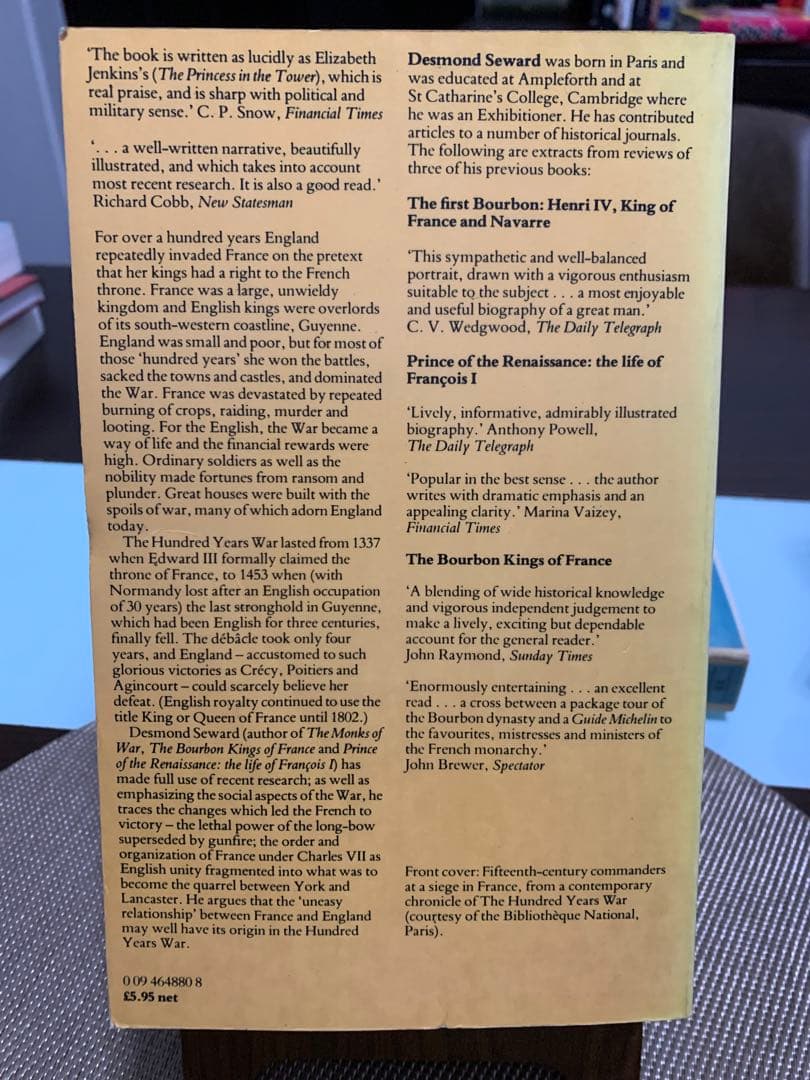 ‘The book is written as lucidly as Elizabeth
Jenkins's (The Princess in the Tower), which is
real praise, and is sharp with political and
military sense.’ C. P. Snow, Financial Times
‘. . . a well-written narrative, beautifully
illustrated, and which takes into account
most recent research. It is also a good read.’
Richard Cobb, New Statesman
For over a hundred years England
repeatedly invaded France on the pretext
that her kings had a right to the French
throne. France was a large, unwieldy
kingdom and English kings were overlords
of its south-western coastline, Guyenne.
England was small and poor, but for most of
those ‘hundred years’ she won the battles,
sacked the towns and castles, and dominated
the War. France was devastated by repeated
burning of crops, raiding, murder and
looting. For the English, the War became a
way of life and the financial rewards were
high. Ordinary soldiers as well as the
nobility made fortunes from ransom and
plunder. Great houses were built with the
spoils of war, many of which adorn England
today.
The Hundred Years War lasted from 1337
when Edward III formally claimed the
throne of France, to 1453 when (with
Normandy lost after an English occupation
of 30 years) the last stronghold in Guyenne,
which had been English for three centuries,
finally fell. The débâcle took only four
years, and England – accustomed to such
glorious victories as Crécy, Poitiers and
Agincourt – could scarcely believe her
defeat. (English royalty continued to use the
title King or Queen of France until 1802.)
Desmond Seward (author of The Monks of
War, The Bourbon Kings of France and Prince
of the Renaissance: the life of François I) has
made full use of recent research; as well as
emphasizing the social aspects of the War, he
traces the changes which led the French to
victory – the lethal power of the long-bow
superseded by gunfire; the order and
organization of France under Charles VII as
English unity fragmented into what was to
become the quarrel between York and
Lancaster. He argues that the ‘uneasy
relationship’ between France and England
may well have its origin in the Hundred
Years War.
0 09 464880 8
£5.95 net
Desmond Seward was born in Paris and
was educated at Ampleforth and at
St Catharine's College, Cambridge where
he was an Exhibitioner. He has contributed
articles to a number of historical journals.
The following are extracts from reviews of
three of his previous books:
The first Bourbon: Henri IV, King of
France and Navarre
‘This sympathetic and well-balanced
portrait, drawn with a vigorous enthusiasm
suitable to the subject . . . a most enjoyable
and useful biography of a great man.’
C. V. Wedgwood, The Daily Telegraph
Prince of the Renaissance: the life of
François I
‘Lively, informative, admirably illustrated
biography.’ Anthony Powell,
The Daily Telegraph
‘Popular in the best sense . . . the author
writes with dramatic emphasis and an
appealing clarity.’ Marina Vaizey,
Financial Times
The Bourbon Kings of France
‘A blending of wide historical knowledge
and vigorous independent judgement to
make a lively, exciting but dependable
account for the general reader.’
John Raymond, Sunday Times
‘Enormously entertaining . . . an excellent
read . . . a cross between a package tour of
the Bourbon dynasty and a Guide Michelin to
the favourites, mistresses and ministers of
the French monarchy.’
John Brewer, Spectator
Front cover: Fifteenth-century commanders
at a siege in France, from a contemporary
chronicle of The Hundred Years War
(courtesy of the Bibliothèque National,
Paris).